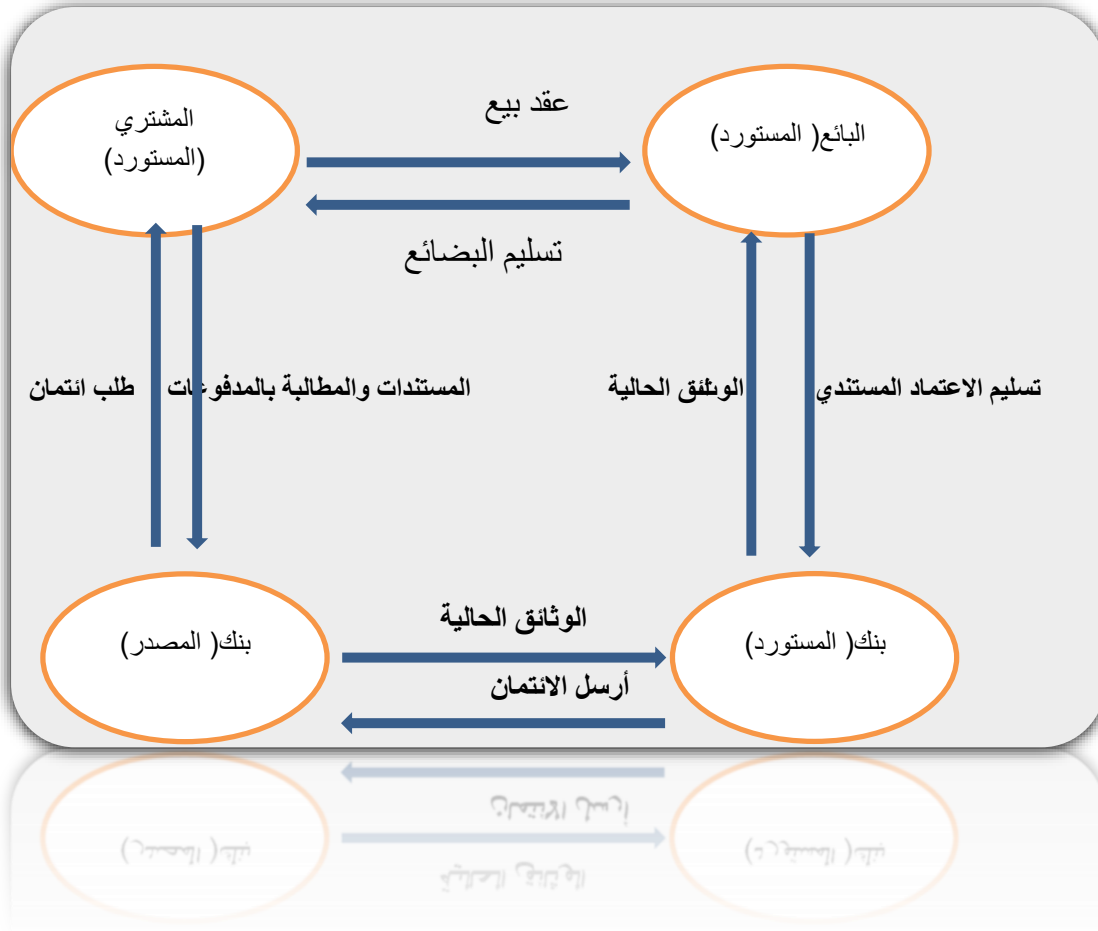 عقد بيع
المشتري
(المستورد)
البائع( المستورد)
تسليم البضائع
تسليم الاعتماد المستندي
الوثائق الحالية
المستندات والمطالبة بالمدفوعات
طلب ائتمان
الوثائق الحالية
بنك( المستورد)
بنك( المصدر)
أرسل الائتمان